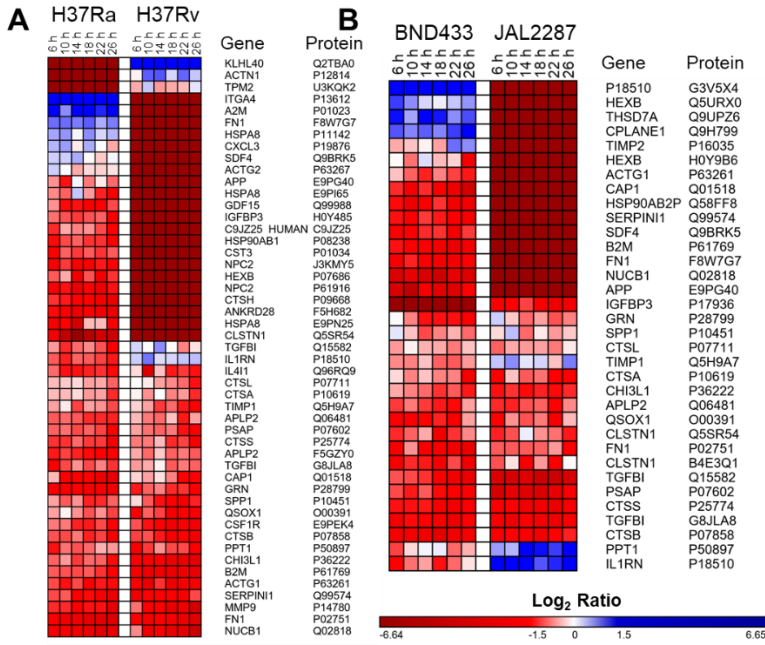 A
H37Ra H37Rv
6 h 10 h 14 h 18 h 22 h 26 h 6 h 10 h 14 h 18 h 22 h 26 h
Gene Protein
KLHL40 Q2TBA0
ACTN1 P12814
TPM2 U3KQK2
ITGA4 P13612
A2M P01023
FN1 F8W7G7
HSPA8 P11142
CXCL3 P19876
SDF4 Q9BRK5
ACTG2 P63267
APP E9PG40
HSPA8 E9PI65
GDF15 Q99988
IGFBP3 H0Y485
C9JZ25 HUMAN C9JZ25
HSP90AB1 P08238
CST3 P01034
NPC2 J3KMY5
HEXB P07686
NPC2 P61916
CTSH P09668
ANKRD28 F5H682
HSPA8 E9PN25
CLSTN1 Q5SR54
TGFBI Q15582
IL1RN P18510
IL4I1 Q96RQ9
CTSL P07711
CTSA P10619
TIMP1 Q5H9A7
APLP2 Q06481
PSAP P07602
CTSS P25774
APLP2 F5GZY0
TGFBI G8JLA8
CAP1 Q01518
GRN P28799
SPP1 P10451
QSOX1 O00391
CSF1R E9PEK4
CTSB P07858
PPT1 P50897
CHI3L1 P36222
B2M P61769
ACTG1 P63261
SERPINI1 Q99574
MMP9 P14780
FN1 P02751
NUCB1 Q02818
B
BND433 JAL2287
6 h 10 h 14 h 18 h 22 h 26 h 6 h 10 h 14 h 18 h 22 h 26 h
Gene Protein
P18510 G3V5X4
HEXB Q5URX0
THSD7A Q9UPZ6
CPLANE1 Q9H799
TIMP2 P16035
HEXB H0Y9B6
ACTG1 P63261
CAP1 Q01518
HSP90AB2P Q58FF8
SERPINI1 Q99574
SDF4 Q9BRK5
B2M P61769
FN1 F8W7G7
NUCB1 Q02818
APP E9PG40
IGFBP3 P17936
GRN P28799
SPP1 P10451
CTSL P07711
TIMP1 Q5H9A7
CTSA P10619
CHI3L1 P36222
APLP2 Q06481
QSOX1 O00391
CLSTN1 Q5SR54
FN1 P02751
CLSTN1 B4E3Q1
TGFBI Q15582
PSAP P07602
CTSS P25774
TGFBI G8JLA8
CTSB P07858
PPT1 P50897
IL1RN P18510
Log2 Ratio
-6.64 -1.5 0 1.5 6.65